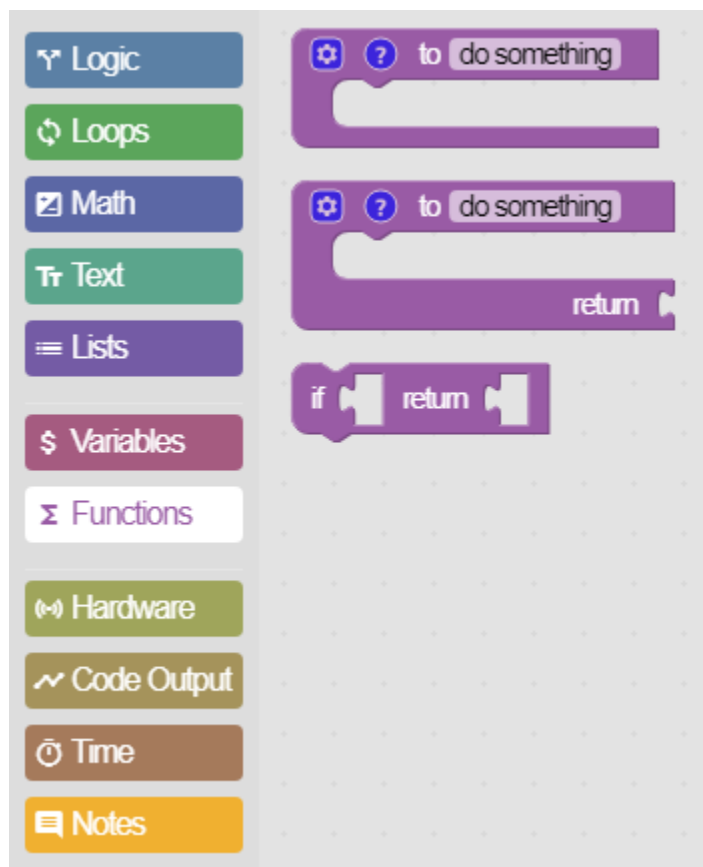 Logic
Loops
Math
Text
Lists
$ Variables
Σ Functions
Hardware
Code Output
Time
Notes
? to do something
? to do something
return
if return